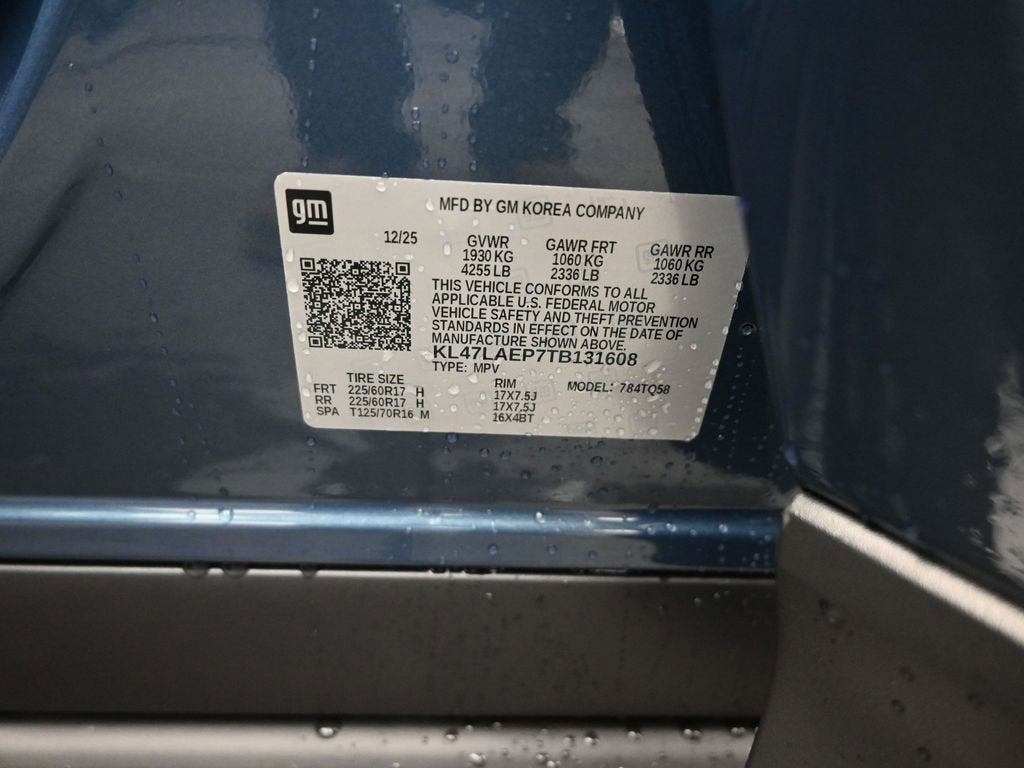 gm
MFD BY GM KOREA COMPANY
12/25
GVWR GAWR FRT GAWR RR
1930 KG 1060 KG 1060 KG
4255 LB 2336 LB 2336 LB
THIS VEHICLE CONFORMS TO ALL
APPLICABLE U.S. FEDERAL MOTOR
VEHICLE SAFETY AND THEFT PREVENTION
STANDARDS IN EFFECT ON THE DATE OF
MANUFACTURE SHOWN ABOVE.
KL47LAEP7TB131608
TYPE: MPV
TIRE SIZE RIM MODEL: 784TQ58
FRT 225/60R17 H 17X7.5J
RR 225/60R17 H 17X7.5J
SPA T125/70R16 M 16X4BT